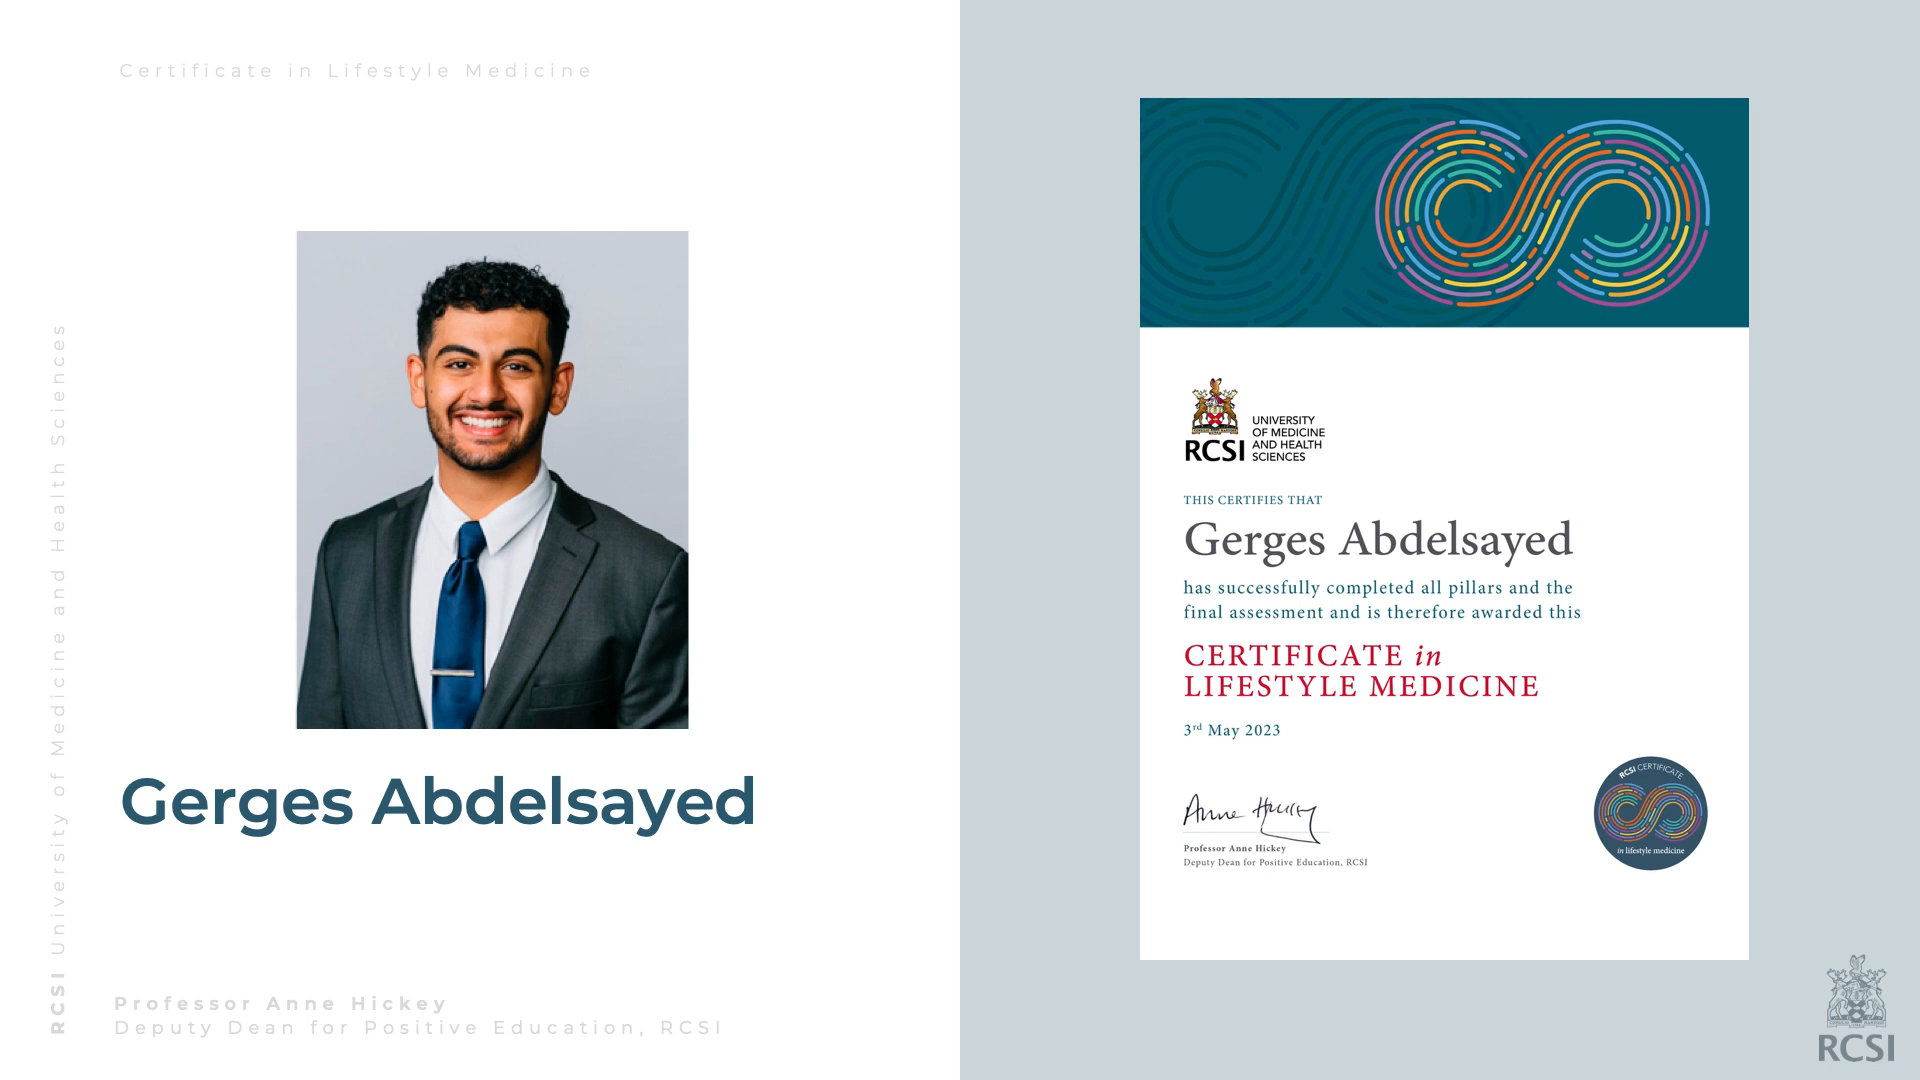 Certificate in Lifestyle Medicine
RCSI University of Medicine and Health Sciences
Gerges Abdelsayed
Professor Anne Hickey
Deputy Dean for Positive Education, RCSI
RCSI
UNIVERSITY
OF MEDICINE
AND HEALTH
SCIENCES
THIS CERTIFIES THAT
Gerges Abdelsayed
has successfully completed all pillars and the
final assessment and is therefore awarded this
CERTIFICATE in
LIFESTYLE MEDICINE
3rd May 2023
Anne Hickey
Professor Anne Hickey
Deputy Dean for Positive Education, RCSI
RCSI CERTIFICATE
in lifestyle medicine
RCSI